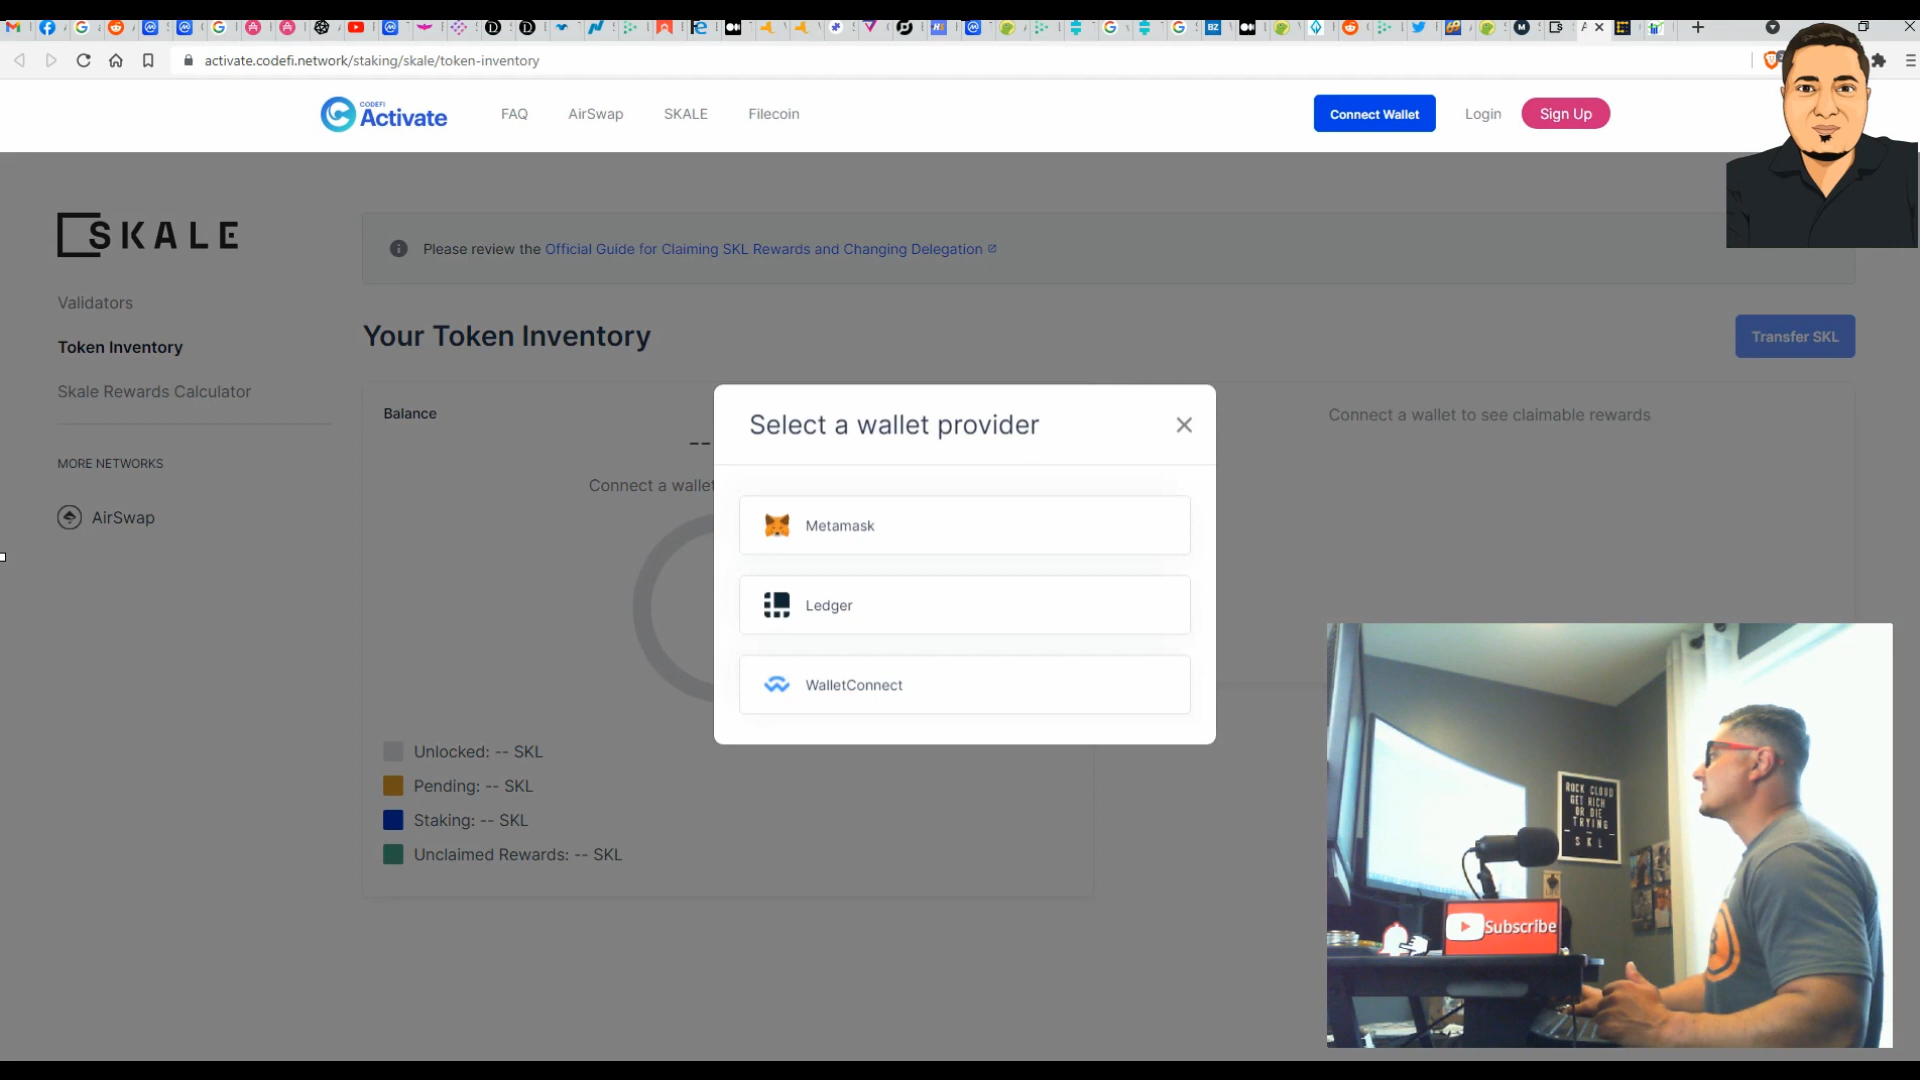 activate.codefi.network/staking/skale/token-inventory
CODEFI
Activate
FAQ
AirSwap
SKALE
Filecoin
Connect Wallet
Login
Sign Up
SKALE
Please review the Official Guide for Claiming SKL Rewards and Changing Delegation
Validators
Token Inventory
Skale Rewards Calculator
MORE NETWORKS
AirSwap
Your Token Inventory
Transfer SKL
Balance
--
Connect a wallet
Connect a wallet to see claimable rewards
Select a wallet provider
Metamask
Ledger
WalletConnect
Unlocked: -- SKL
Pending: -- SKL
Staking: -- SKL
Unclaimed Rewards: -- SKL
ROCK CLOUD
GET RICH
OR DIE
TRYING
—
SKL
Subscribe